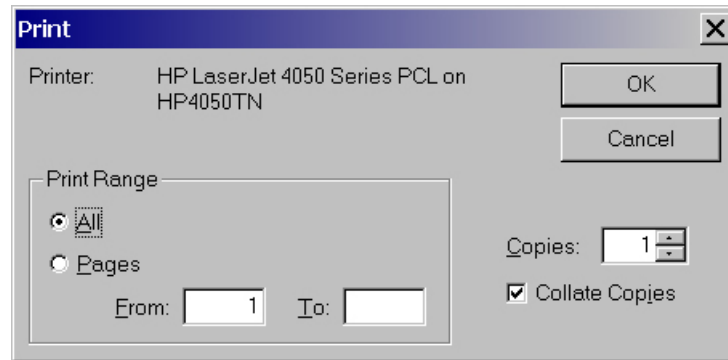 Print
Printer: HP LaserJet 4050 Series PCL on
HP4050TN
OK
Cancel
Print Range
All
Pages
From: 1 To:
Copies: 1
Collate Copies